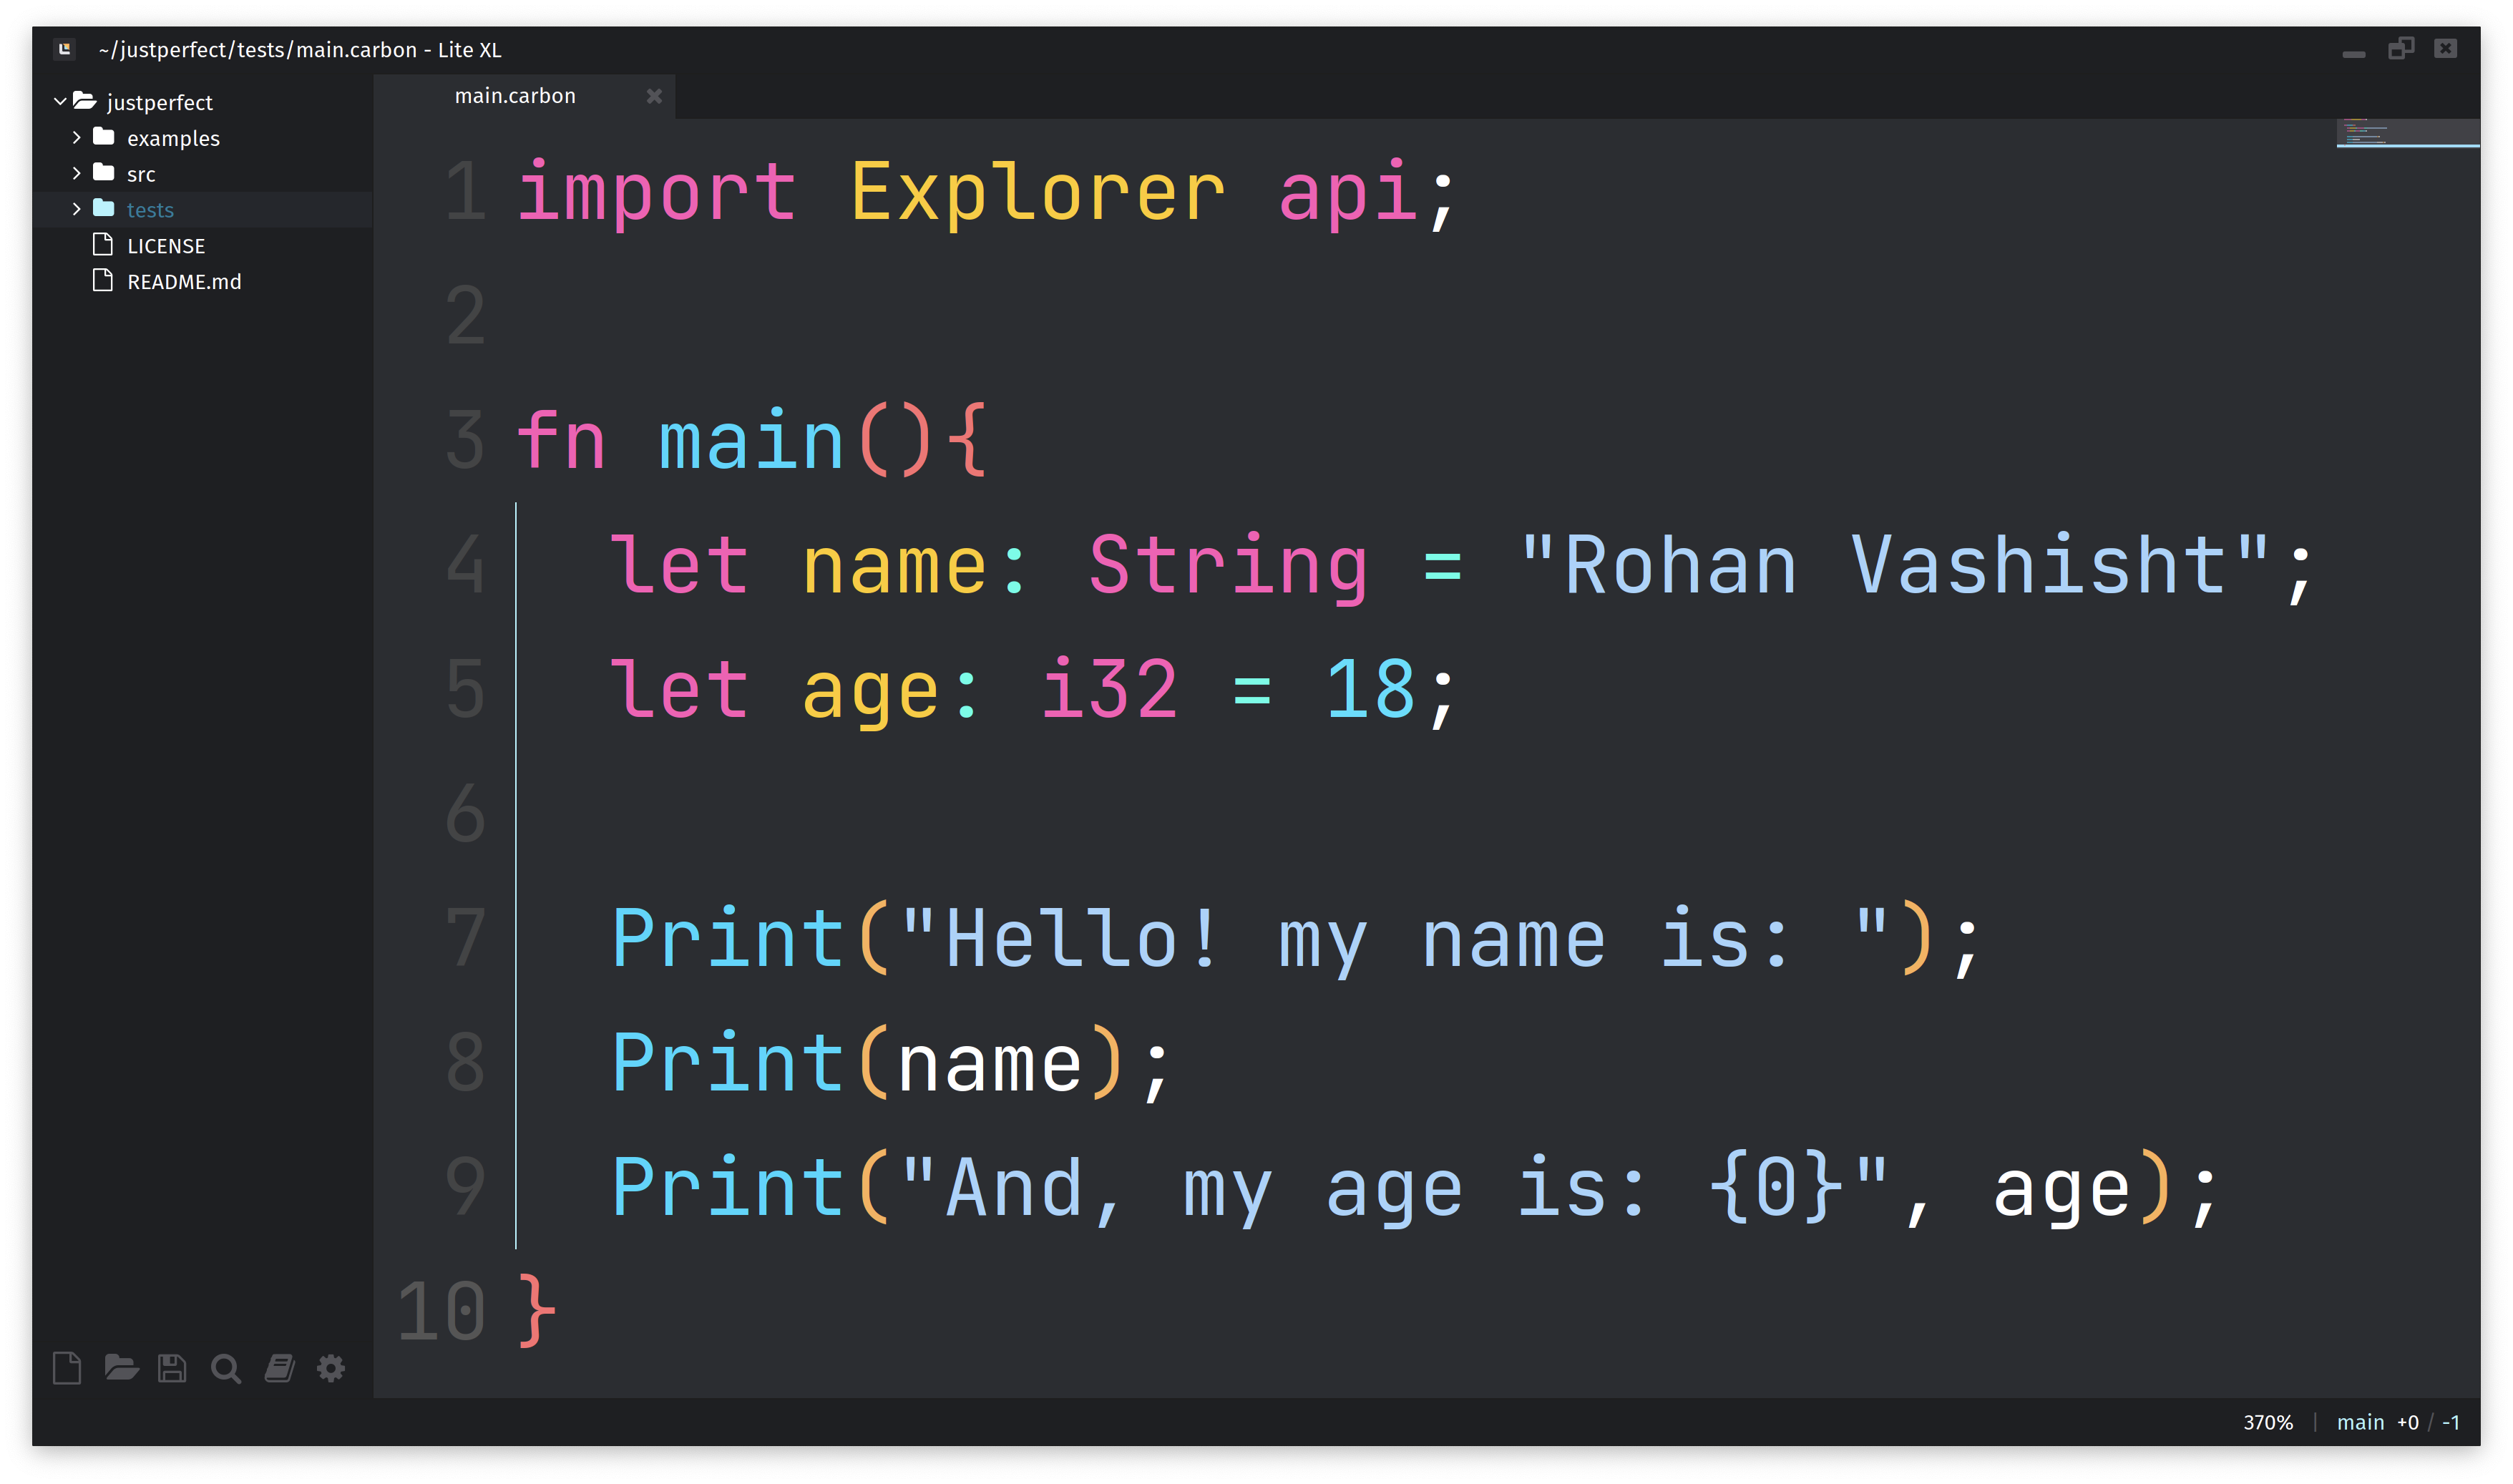 ~/justperfect/tests/main.carbon - Lite XL
justperfect
examples
src
tests
LICENSE
README.md
main.carbon
1 import Explorer api;
2
3 fn main(){
4   let name: String = "Rohan Vashisht";
5   let age: i32 = 18;
6
7   Print("Hello! my name is: ");
8   Print(name);
9   Print("And, my age is: {0}", age);
10 }
370% | main +0 / -1